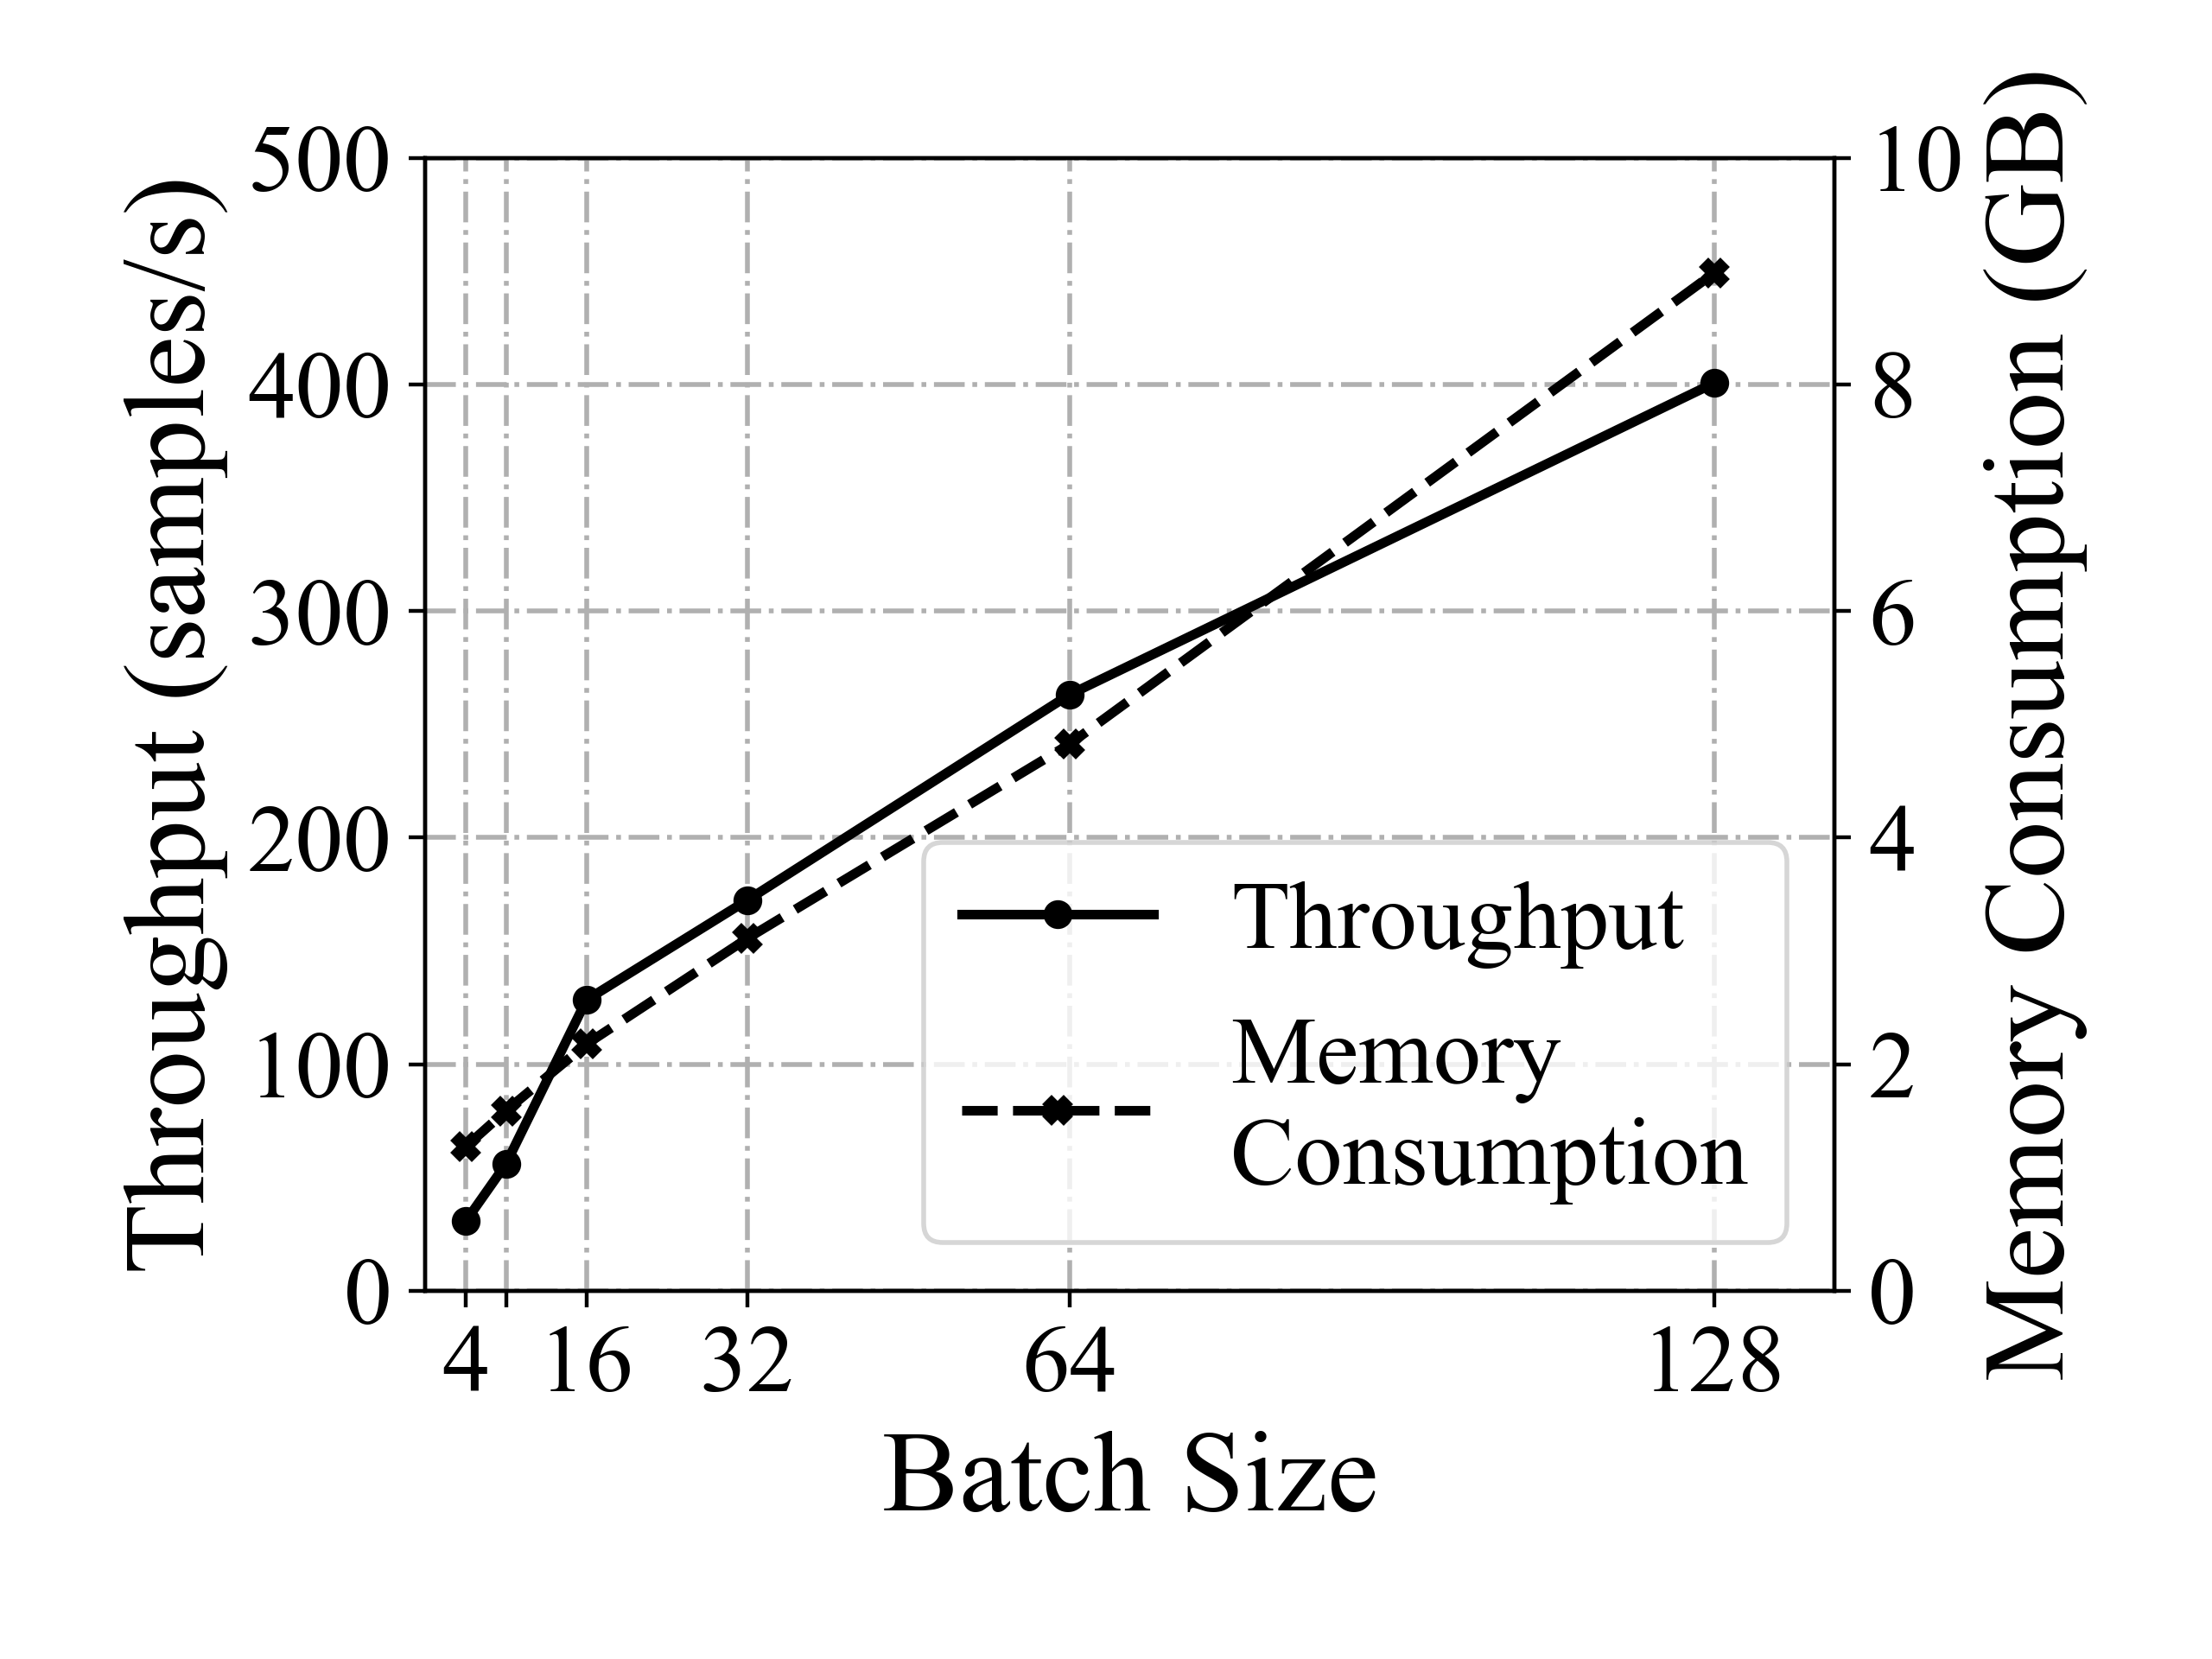 Throughput (samples/s)
500
400
300
200
100
0
4
16
32
64
128
Batch Size
10
8
6
4
2
0
Memory Consumption (GB)
Throughput
Memory
Consumption